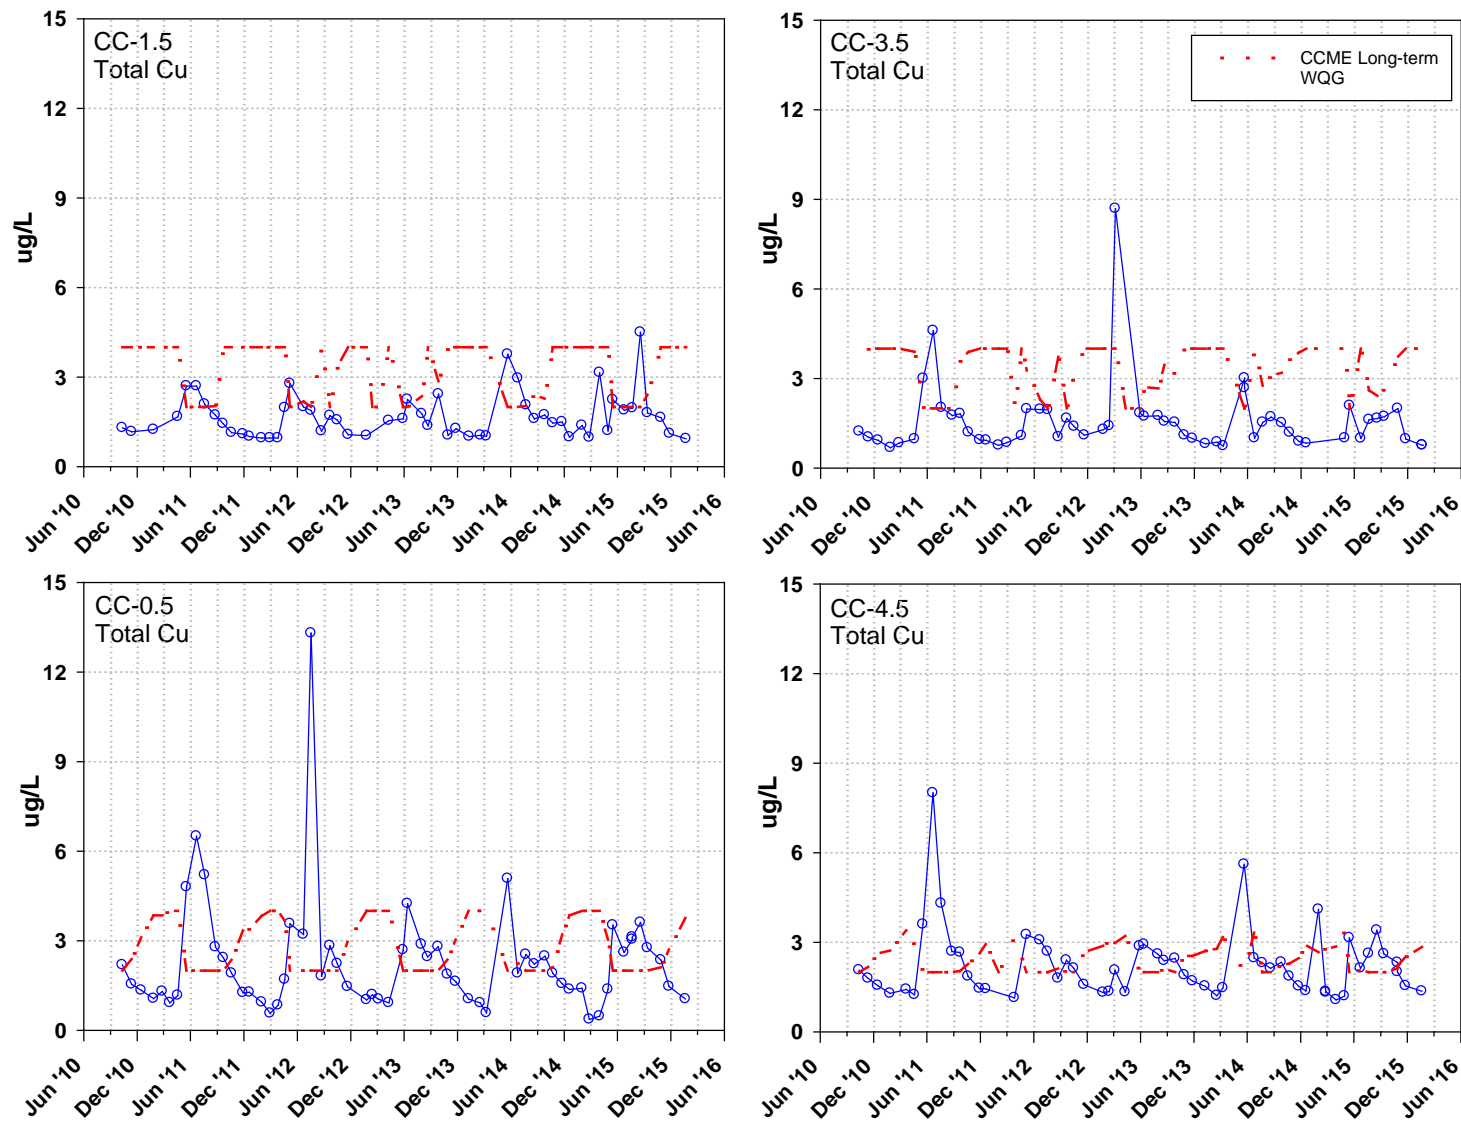 15
12
9
6
3
0
ug/L
CC-1.5
Total Cu
Jun '10
Dec '10
Jun '11
Dec '11
Jun '12
Dec '12
Jun '13
Dec '13
Jun '14
Dec '14
Jun '15
Dec '15
Jun '16
15
12
9
6
3
0
ug/L
CC-3.5
Total Cu
CCME Long-term
WQG
Jun '10
Dec '10
Jun '11
Dec '11
Jun '12
Dec '12
Jun '13
Dec '13
Jun '14
Dec '14
Jun '15
Dec '15
Jun '16
15
12
9
6
3
0
ug/L
CC-0.5
Total Cu
Jun '10
Dec '10
Jun '11
Dec '11
Jun '12
Dec '12
Jun '13
Dec '13
Jun '14
Dec '14
Jun '15
Dec '15
Jun '16
15
12
9
6
3
0
ug/L
CC-4.5
Total Cu
Jun '10
Dec '10
Jun '11
Dec '11
Jun '12
Dec '12
Jun '13
Dec '13
Jun '14
Dec '14
Jun '15
Dec '15
Jun '16